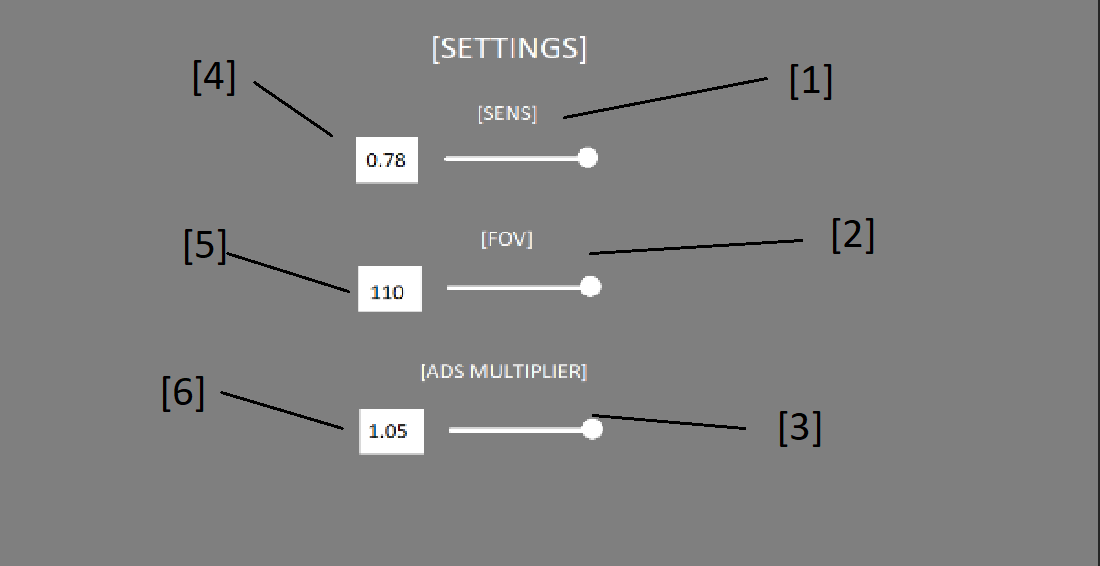 [SETTINGS]
[4]
[1]
[SENS]
0.78
[5]
[2]
[FOV]
110
[ADS MULTIPLIER]
[6]
[3]
1.05